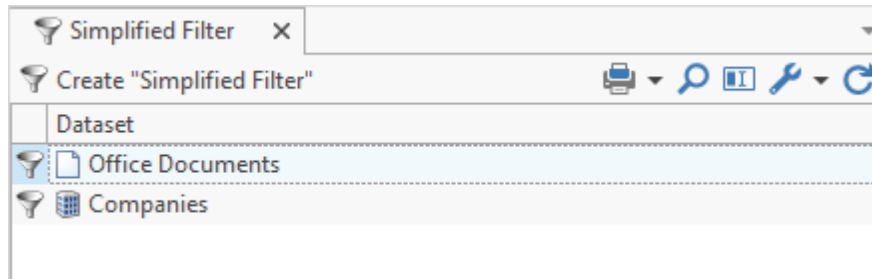 Simplified Filter
Create "Simplified Filter"
Dataset
Office Documents
Companies